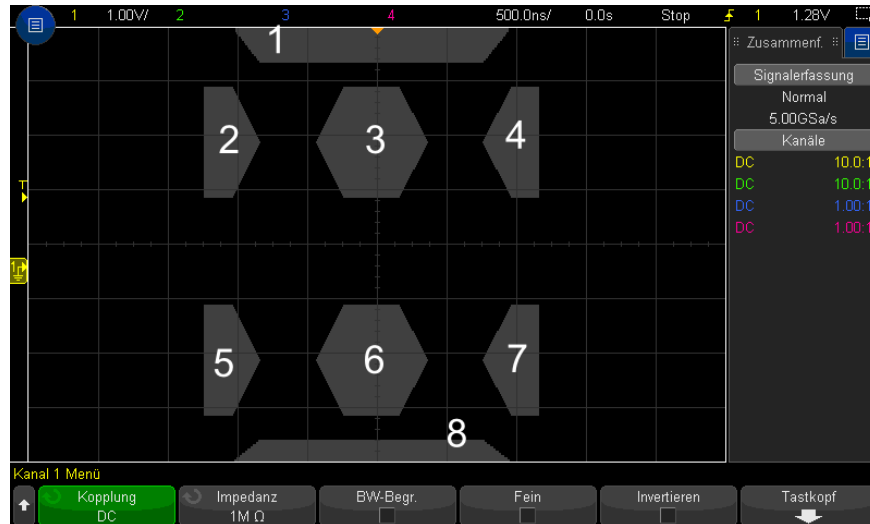 1 1.00V/ 2 3 4 500.0ns/ 0.0s Stop 1 1.28V
Zusammenf.
Signalerfassung
Normal
5.00GSa/s
Kanäle
DC 10.0:1
DC 10.0:1
DC 1.00:1
DC 1.00:1
1
2 3 4
T
1
5 6 7
8
Kanal 1 Menü
Kopplung
DC
Impedanz
1M Ω
BW-Begr.
Fein
Invertieren
Tastkopf